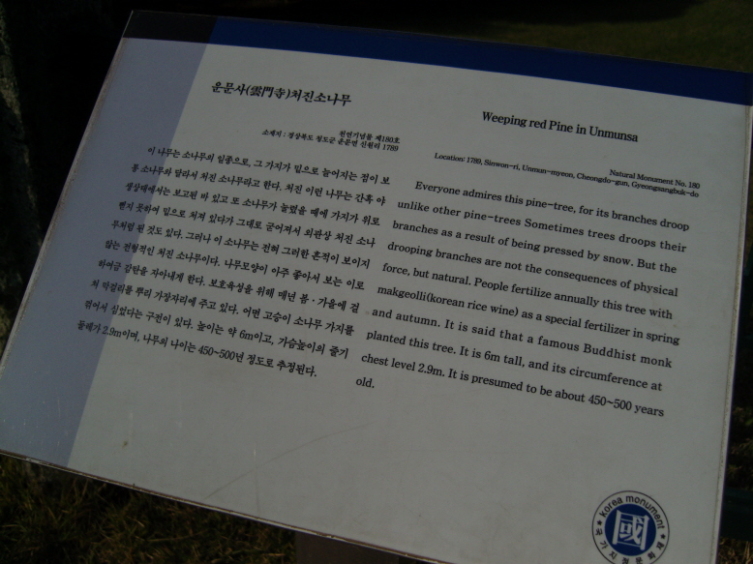 운문사(雲門寺)처진소나무
천연기념물 제180호
소재지 : 경상북도 청도군 운문면 신원리 1789
이 나무는 소나무의 일종으로, 그 가지가 밑으로 늘어지는 점이 보
통 소나무와 달라서 처진 소나무라고 한다. 처진 이런 나무는 간혹 야
생상태에서는 보고된 바 있고 또 소나무가 눌렸을 때에 가지가 위로
뻗지 못하여 밑으로 처져 있다가 그대로 굳어져서 외관상 처진 소나
무처럼 된 것도 있다. 그러나 이 소나무는 전혀 그러한 흔적이 보이지
않는 전형적인 처진 소나무이다. 나무모양이 아주 좋아서 보는 이로
하여금 감탄을 자아내게 한다. 보호육성을 위해 매년 봄·가을에 걸
쳐 막걸리를 뿌리 가장자리에 주고 있다. 어떤 고승이 소나무 가지를
꺾어서 심었다는 구전이 있다. 높이는 약 6m이고, 가슴높이의 줄기
둘레가 2.9m이며, 나무의 나이는 450~500년 정도로 추정된다.
Weeping red Pine in Unmunsa
Natural Monument No. 180
Location: 1789, Sinwon-ri, Unmun-myeon, Cheongdo-gun, Gyeongsangbuk-do
Everyone admires this pine-tree, for its branches droop
unlike other pine-trees Sometimes trees droops their
branches as a result of being pressed by snow. But the
drooping branches are not the consequences of physical
force, but natural. People fertilize annually this tree with
makgeolli(korean rice wine) as a special fertilizer in spring
and autumn. It is said that a famous Buddhist monk
planted this tree. It is 6m tall, and its circumference at
chest level 2.9m. It is presumed to be about 450~500 years
old.
korea monument
國
국가지정문화재